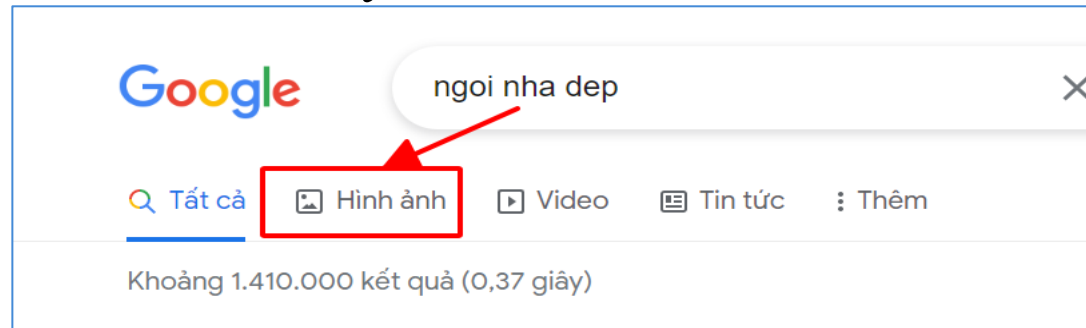 Google
ngoi nha dep
Tất cả Hình ảnh Video Tin tức Thêm
Khoảng 1.410.000 kết quả (0,37 giây)